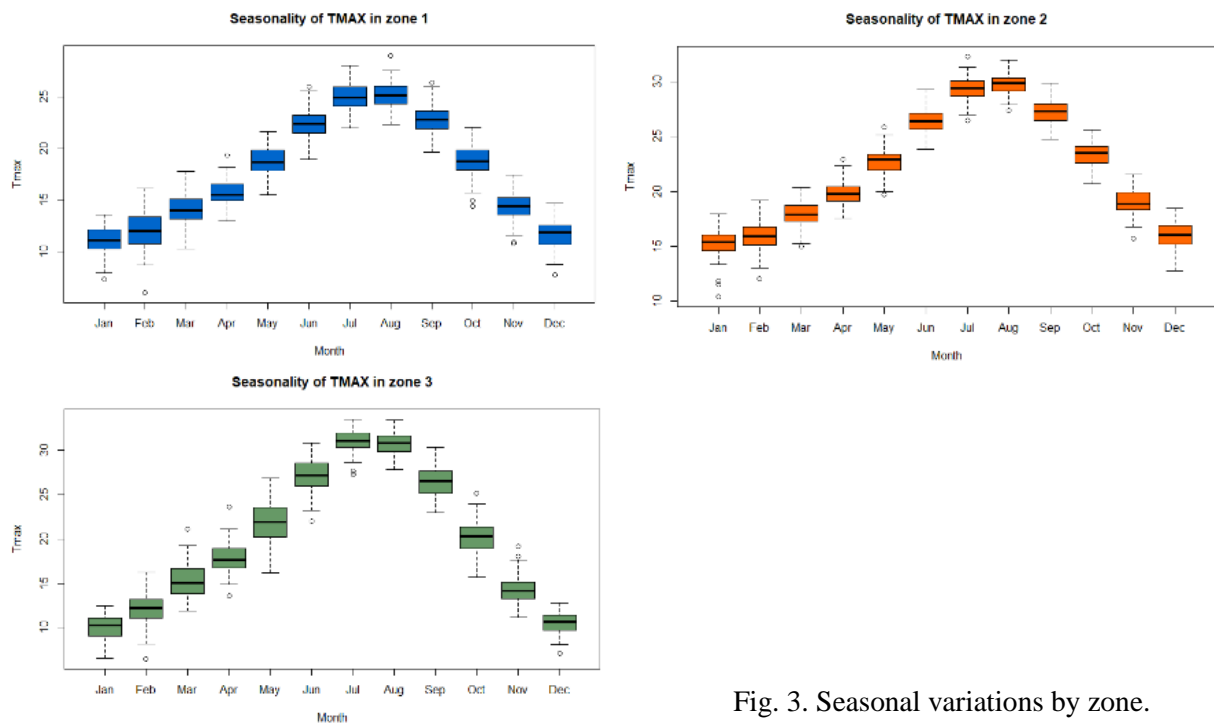 Seasonality of TMAX in zone 1
Tmax
25
20
15
10
Jan Feb Mar Apr May Jun Jul Aug Sep Oct Nov Dec
Month
Seasonality of TMAX in zone 2
Tmax
30
25
20
15
10
Jan Feb Mar Apr May Jun Jul Aug Sep Oct Nov Dec
Month
Seasonality of TMAX in zone 3
Tmax
30
25
20
15
10
Jan Feb Mar Apr May Jun Jul Aug Sep Oct Nov Dec
Month
Fig. 3. Seasonal variations by zone.